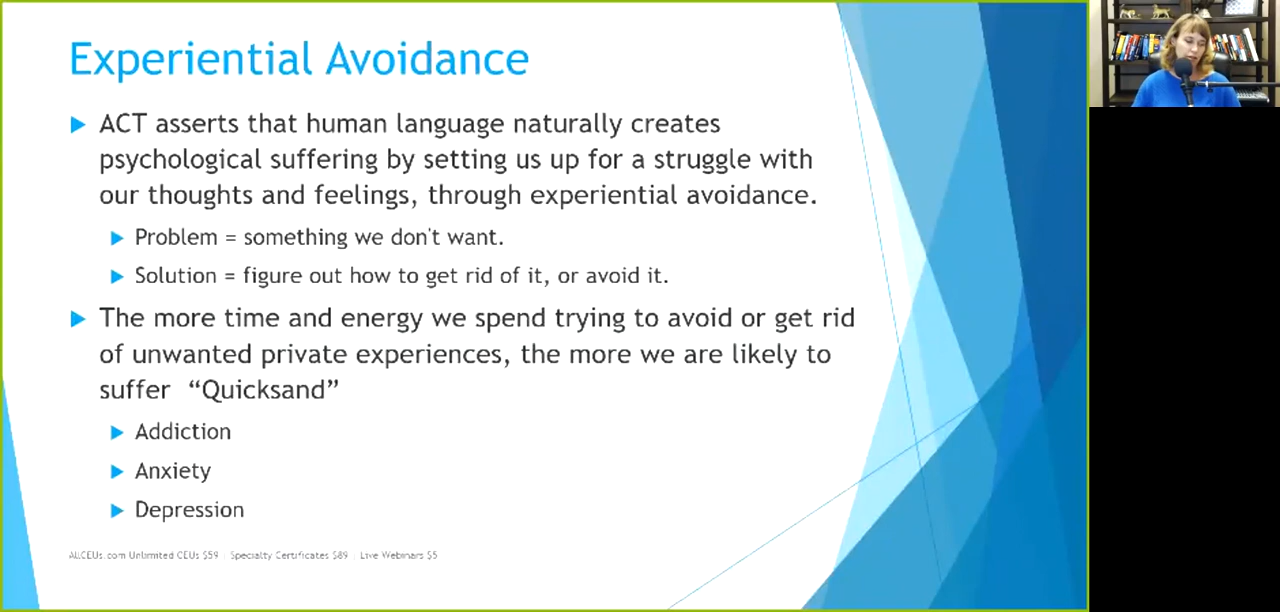 Experiential Avoidance
ACT asserts that human language naturally creates
psychological suffering by setting us up for a struggle with
our thoughts and feelings, through experiential avoidance.
Problem = something we don't want.
Solution = figure out how to get rid of it, or avoid it.
The more time and energy we spend trying to avoid or get rid
of unwanted private experiences, the more we are likely to
suffer “Quicksand”
Addiction
Anxiety
Depression
AllCEUs.com Unlimited CEUs $59 | Specialty Certificates $89 | Live Webinars $5